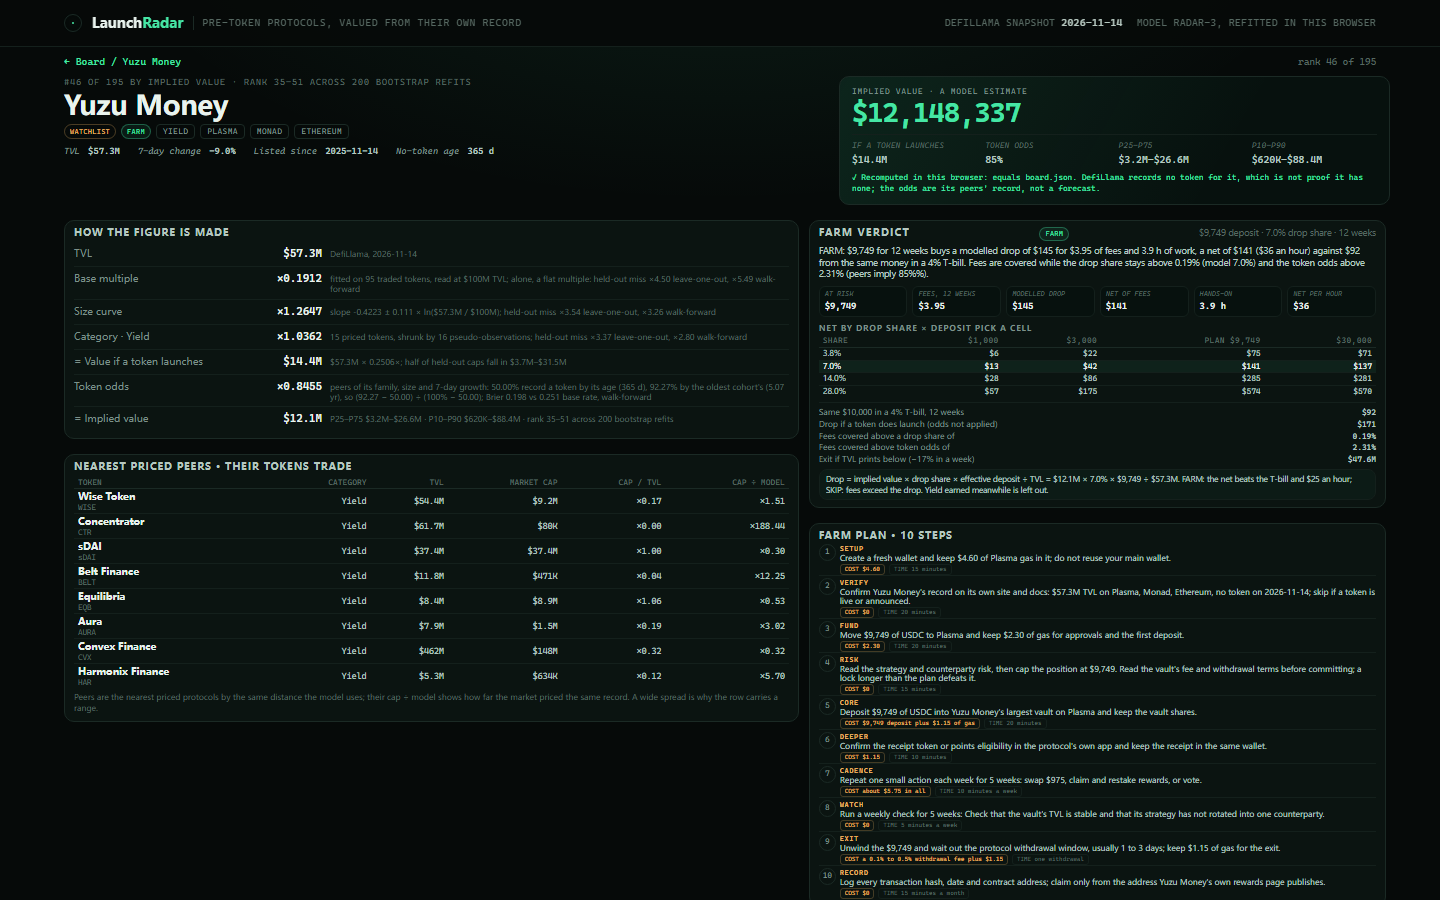 LaunchRadar PRE-TOKEN PROTOCOLS, VALUED FROM THEIR OWN RECORD
DEFILLAMA SNAPSHOT 2026-11-14 MODEL RADAR-3, REFITTED IN THIS BROWSER
← Board / Yuzu Money
rank 46 of 195
#46 OF 195 BY IMPLIED VALUE · RANK 35-51 ACROSS 200 BOOTSTRAP REFITS
Yuzu Money
WATCHLIST FARM YIELD PLASMA MONAD ETHEREUM
TVL $57.3M 7-day change -9.0% Listed since 2025-11-14 No-token age 365 d
IMPLIED VALUE · A MODEL ESTIMATE
$12,148,337
IF A TOKEN LAUNCHES TOKEN ODDS P25-P75 P10-P90
$14.4M 85% $3.2M-$26.6M $620K-$88.4M
✓ Recomputed in this browser: equals board.json. DefiLlama records no token for it, which is not proof it has
none; the odds are its peers' record, not a forecast.
HOW THE FIGURE IS MADE
TVL $57.3M DefiLlama, 2026-11-14
Base multiple ×0.1912 fitted on 95 traded tokens, read at $100M TVL; alone, a flat multiple: held-out miss ×4.50 leave-one-out, ×5.49 walk-
forward
Size curve ×1.2647 slope -0.4223 ± 0.111 × ln($57.3M / $100M); held-out miss ×3.54 leave-one-out, ×3.26 walk-forward
Category · Yield ×1.0362 15 priced tokens, shrunk by 16 pseudo-observations; held-out miss ×3.37 leave-one-out, ×2.80 walk-forward
= Value if a token launches $14.4M $57.3M × 0.2506×; half of held-out caps fall in $3.7M-$31.5M
Token odds ×0.8455 peers of its family, size and 7-day growth: 50.00% record a token by its age (365 d), 92.27% by the oldest cohort's (5.07
yr), so (92.27 − 50.00) ÷ (100% − 50.00); Brier 0.198 vs 0.251 base rate, walk-forward
= Implied value $12.1M P25-P75 $3.2M-$26.6M · P10-P90 $620K-$88.4M · rank 35-51 across 200 bootstrap refits
NEAREST PRICED PEERS • THEIR TOKENS TRADE
TOKEN CATEGORY TVL MARKET CAP CAP / TVL CAP ÷ MODEL
Wise Token Yield $54.4M $9.2M ×0.17 ×1.51
WISE
Concentrator Yield $61.7M $80K ×0.00 ×188.44
CTR
sDAI Yield $37.4M $37.4M ×1.00 ×0.30
sDAI
Belt Finance Yield $11.8M $471K ×0.04 ×12.25
BELT
Equilibria Yield $8.4M $8.9M ×1.06 ×0.53
EQB
Aura Yield $7.9M $1.5M ×0.19 ×3.02
AURA
Convex Finance Yield $462M $148M ×0.32 ×0.32
CVX
Harmonix Finance Yield $5.3M $634K ×0.12 ×5.70
HAR
Peers are the nearest priced protocols by the same distance the model uses; their cap ÷ model shows how far the market priced the same record. A wide spread is why the row carries a
range.
FARM VERDICT FARM $9,749 deposit · 7.0% drop share · 12 weeks
FARM: $9,749 for 12 weeks buys a modelled drop of $145 for $3.95 of fees and 3.9 h of work, a net of $141 ($36 an hour) against $92
from the same money in a 4% T-bill. Fees are covered while the drop share stays above 0.19% (model 7.0%) and the token odds above
2.31% (peers imply 85%%).
AT RISK FEES, 12 WEEKS MODELLED DROP NET OF FEES HANDS-ON NET PER HOUR
$9,749 $3.95 $145 $141 3.9 h $36
NET BY DROP SHARE × DEPOSIT PICK A CELL
SHARE $1,000 $3,000 PLAN $9,749 $30,000
3.8% $6 $22 $75 $71
7.0% $13 $42 $141 $137
14.0% $28 $86 $285 $281
28.0% $57 $175 $574 $570
Same $10,000 in a 4% T-bill, 12 weeks $92
Drop if a token does launch (odds not applied) $171
Fees covered above a drop share of 0.19%
Fees covered above token odds of 2.31%
Exit if TVL prints below (−17% in a week) $47.6M
Drop = implied value × drop share × effective deposit ÷ TVL = $12.1M × 7.0% × $9,749 ÷ $57.3M. FARM: the net beats the T-bill and $25 an hour;
SKIP: fees exceed the drop. Yield earned meanwhile is left out.
FARM PLAN • 10 STEPS
1 SETUP
Create a fresh wallet and keep $4.60 of Plasma gas in it; do not reuse your main wallet.
COST $4.60 TIME 15 minutes
2 VERIFY
Confirm Yuzu Money's record on its own site and docs: $57.3M TVL on Plasma, Monad, Ethereum, no token on 2026-11-14; skip if a token is
live or announced.
COST $0 TIME 20 minutes
3 FUND
Move $9,749 of USDC to Plasma and keep $2.30 of gas for approvals and the first deposit.
COST $2.30 TIME 20 minutes
4 RISK
Read the strategy and counterparty risk, then cap the position at $9,749. Read the vault's fee and withdrawal terms before committing; a
lock longer than the plan defeats it.
COST $0 TIME 15 minutes
5 CORE
Deposit $9,749 of USDC into Yuzu Money's largest vault on Plasma and keep the vault shares.
COST $9,749 deposit plus $1.15 of gas TIME 20 minutes
6 DEEPER
Confirm the receipt token or points eligibility in the protocol's own app and keep the receipt in the same wallet.
COST $1.15 TIME 10 minutes
7 CADENCE
Repeat one small action each week for 5 weeks: swap $975, claim and restake rewards, or vote.
COST about $5.75 in all TIME 10 minutes a week
8 WATCH
Run a weekly check for 5 weeks: Check that the vault's TVL is stable and that its strategy has not rotated into one counterparty.
COST $0 TIME 5 minutes a week
9 EXIT
Unwind the $9,749 and wait out the protocol withdrawal window, usually 1 to 3 days; keep $1.15 of gas for the exit.
COST a 0.1% to 0.5% withdrawal fee plus $1.15 TIME one withdrawal
10 RECORD
Log every transaction hash, date and contract address; claim only from the address Yuzu Money's own rewards page publishes.
COST $0 TIME 15 minutes a month